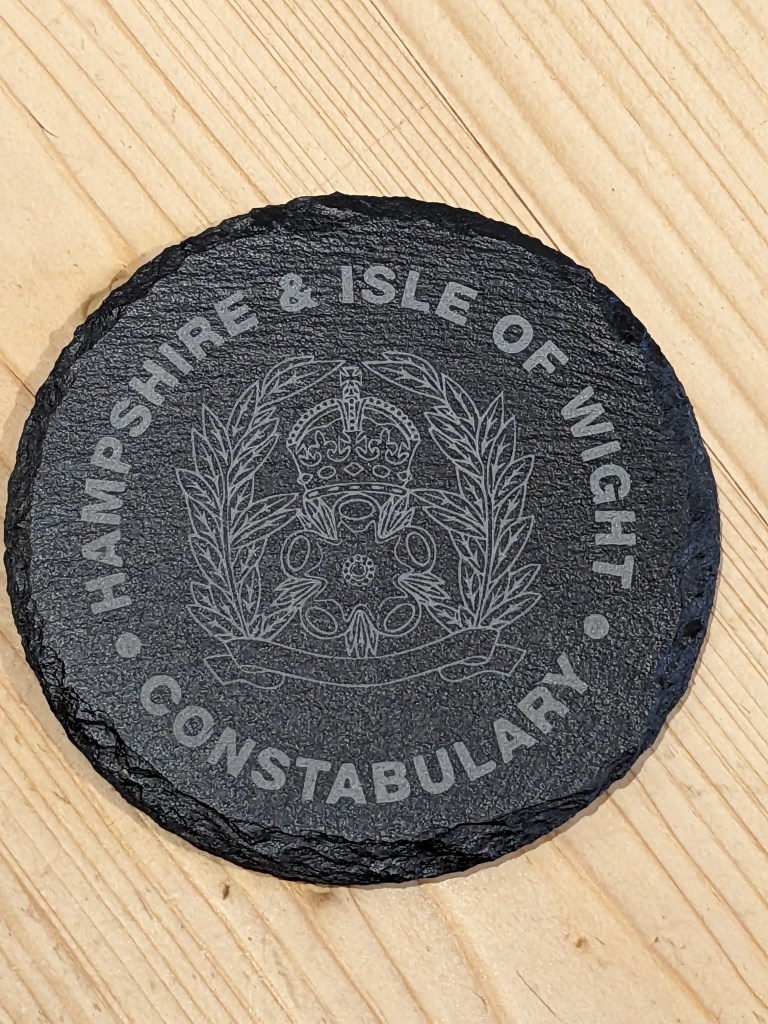 HAMPSHIRE & ISLE OF WIGHT
• CONSTABULARY •